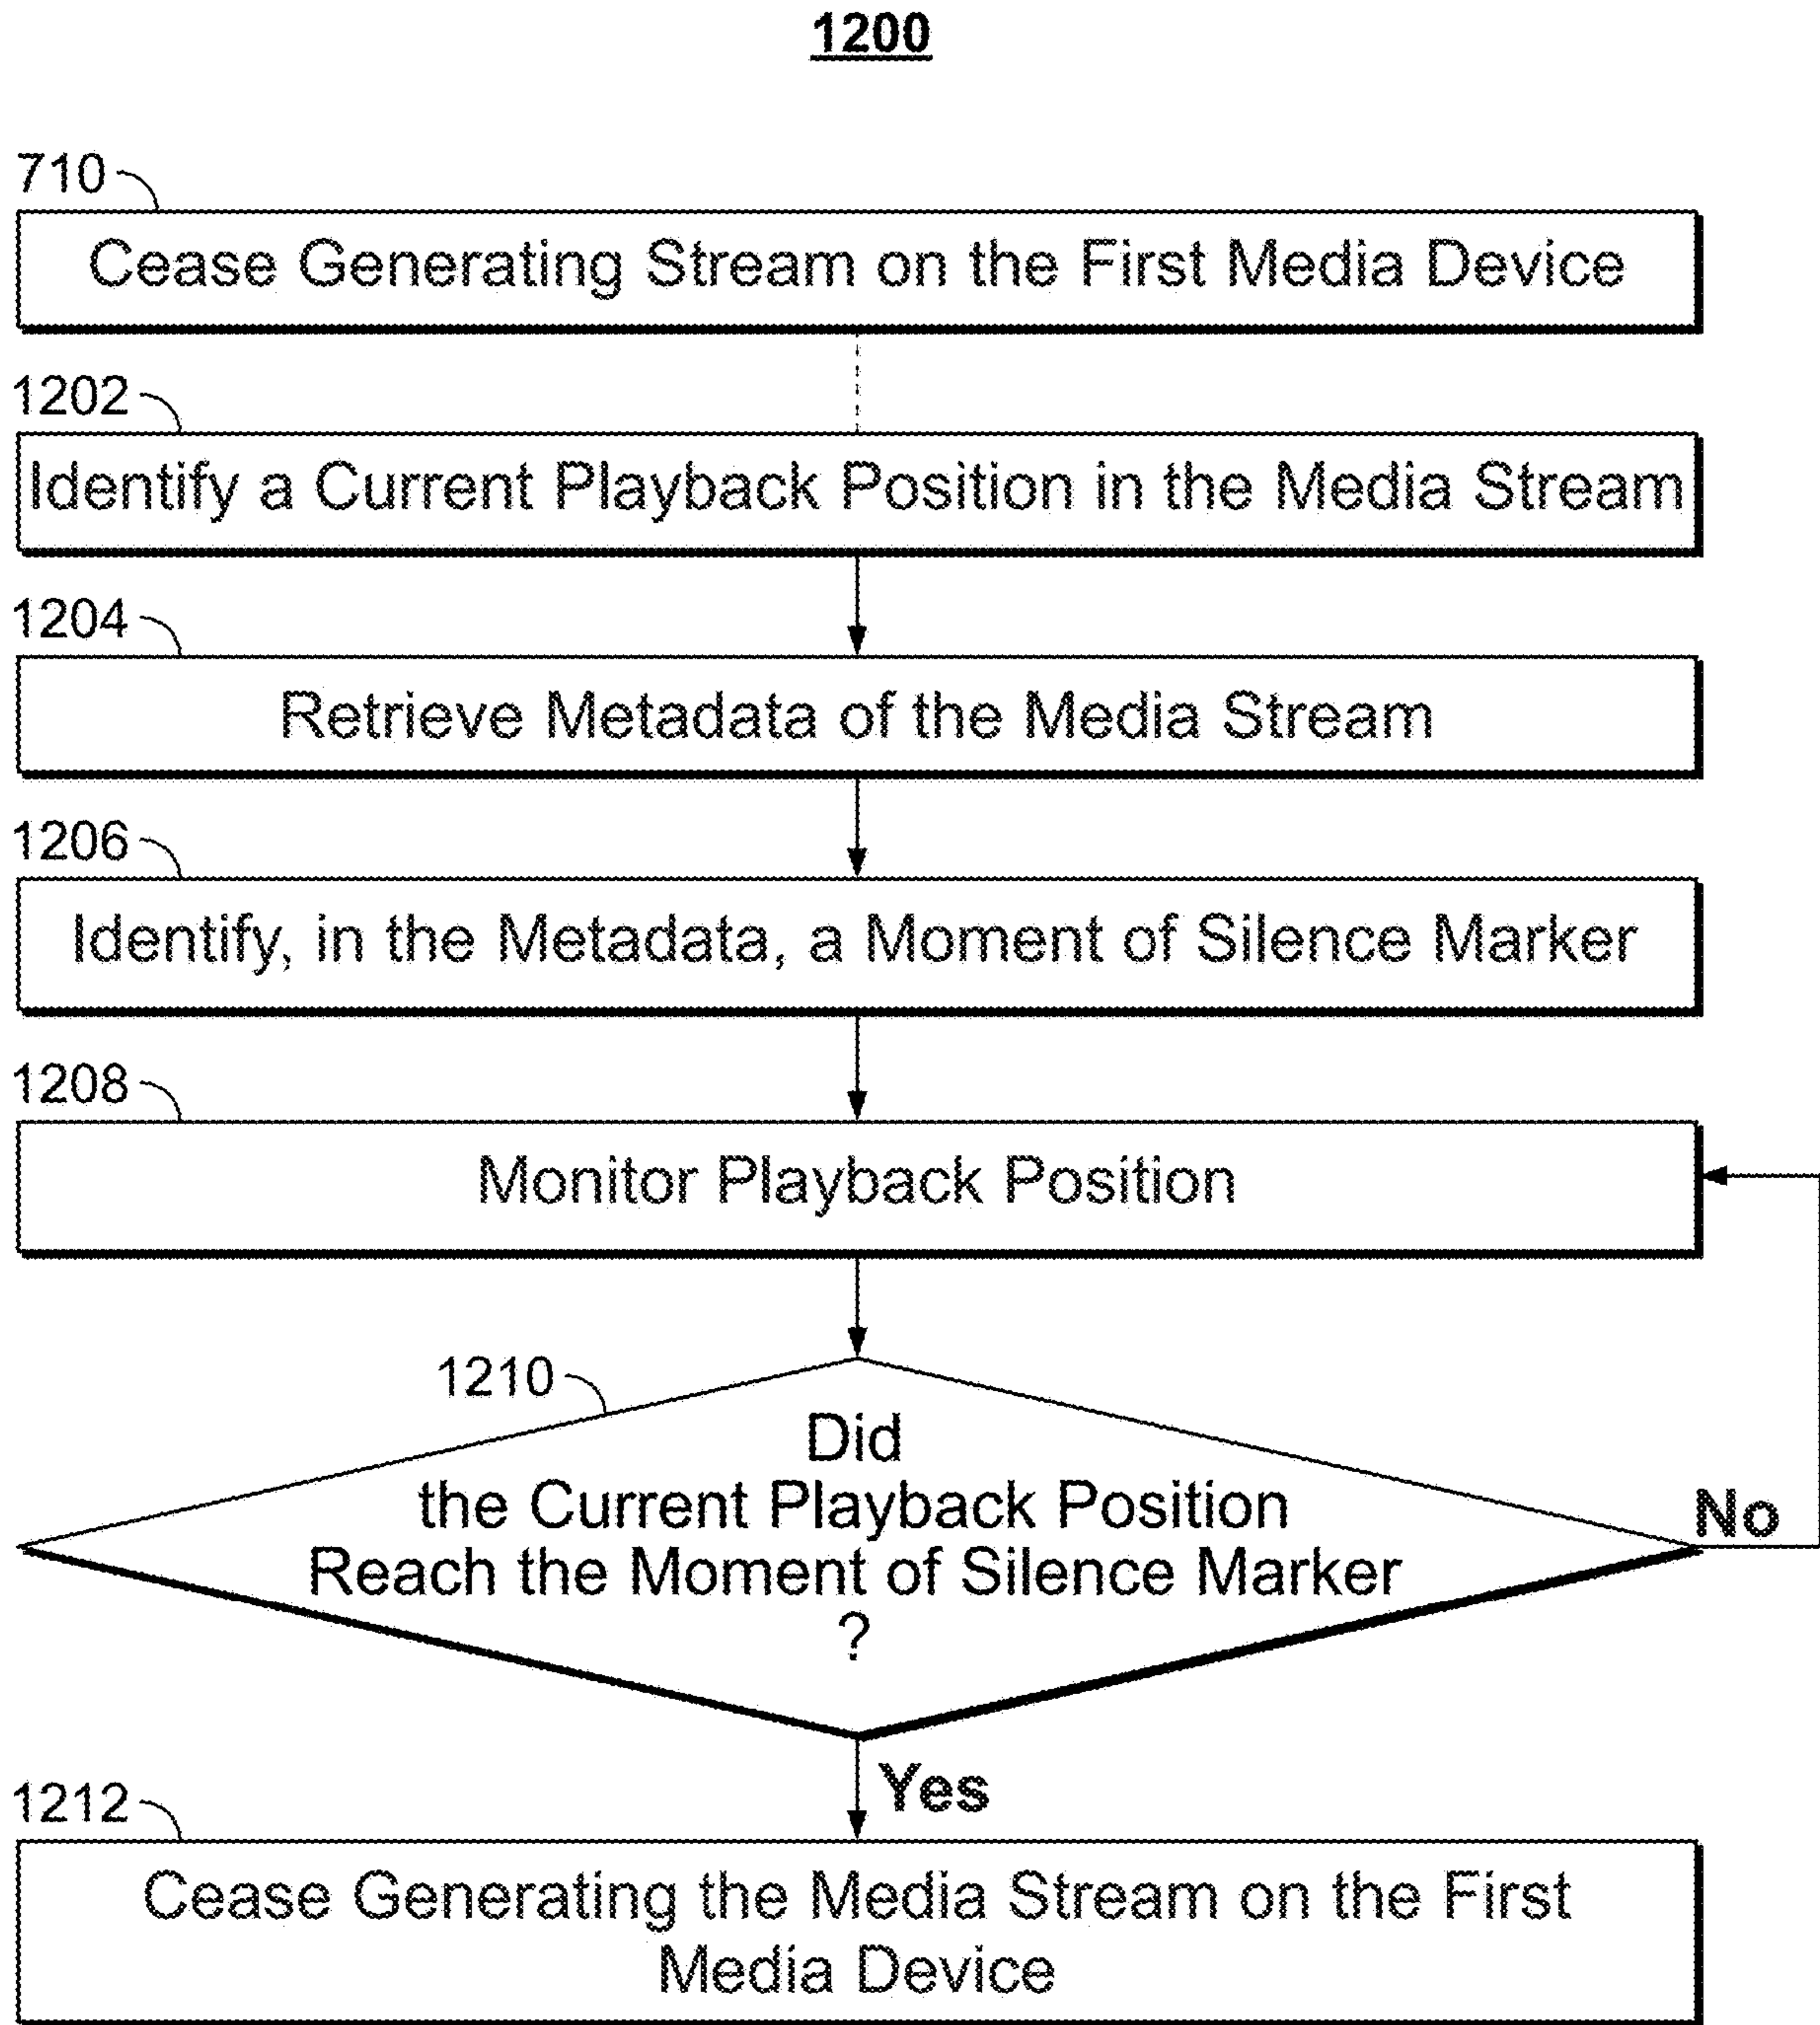 1200
710
Cease Generating Stream on the First Media Device
1202
Identify a Current Playback Position in the Media Stream
1204
Retrieve Metadata of the Media Stream
1206
Identify, in the Metadata, a Moment of Silence Marker
1208
Monitor Playback Position
1210
Did
the Current Playback Position
Reach the Moment of Silence Marker
?
No
Yes
1212
Cease Generating the Media Stream on the First
Media Device